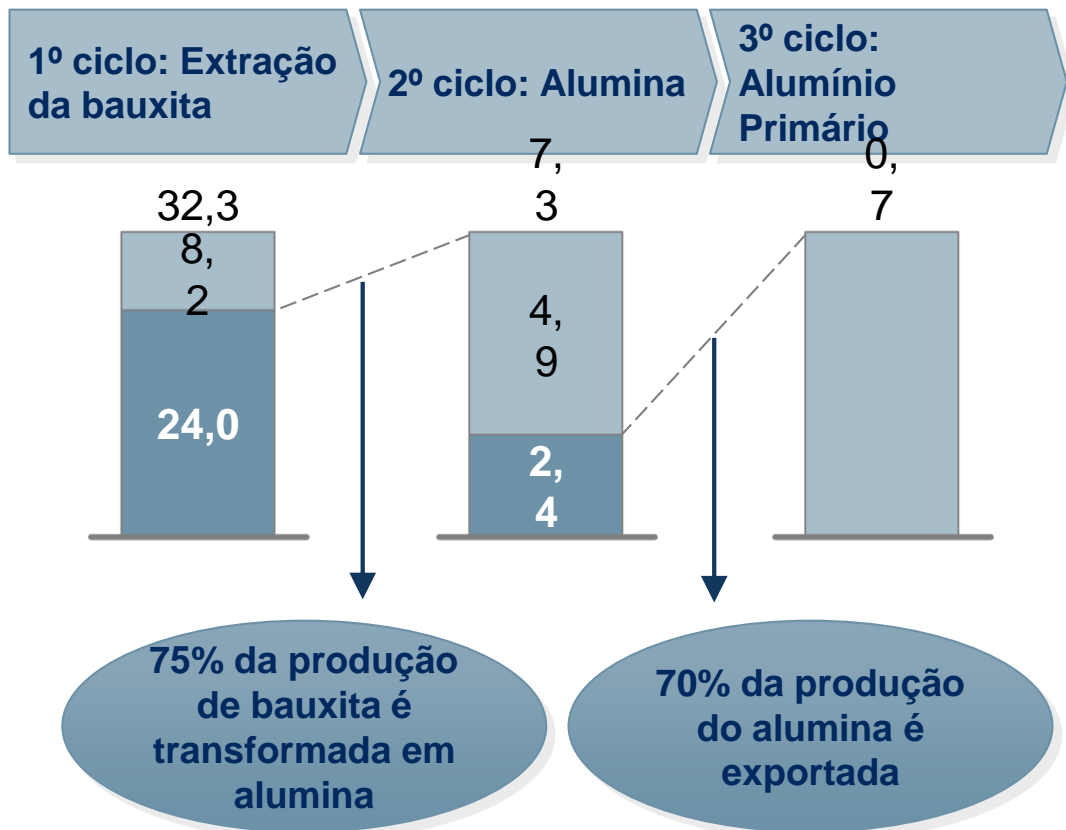 1º ciclo: Extração
da bauxita
2º ciclo: Alumina
3º ciclo:
Alumínio
Primário
32,3
8,
2
24,0
7,
3
4,
9
2,
4
0,
7
75% da produção
de bauxita é
transformada em
alumina
70% da produção
do alumina é
exportada